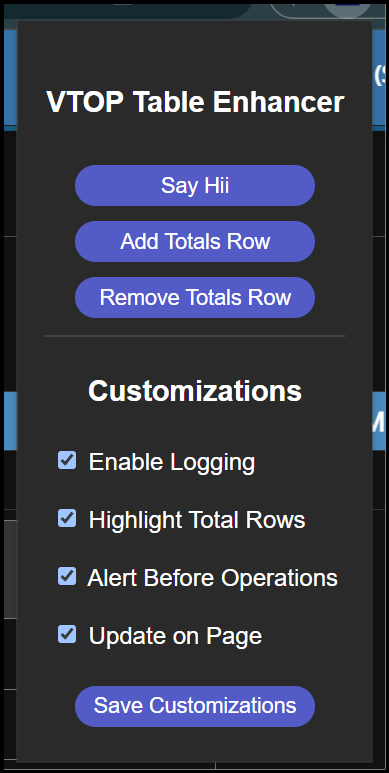 VTOP Table Enhancer
Say Hii
Add Totals Row
Remove Totals Row
Customizations
Enable Logging
Highlight Total Rows
Alert Before Operations
Update on Page
Save Customizations